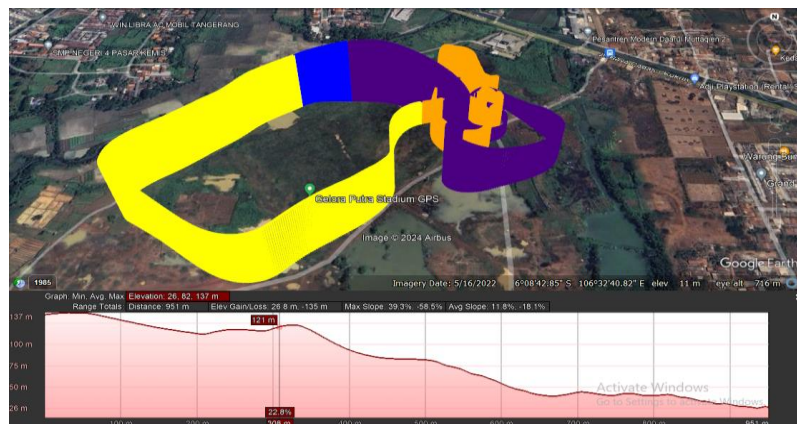 WIN LIBRA AC MOBIL TANGERANG
SMP NEGERI 4 PASAR KEMIS
Pesantren Modern Daarul Muttaqien 2
Adji Playstation (Rental
Gelora Putra Stadium GPS
Image © 2024 Airbus
Google Earth
1985
Imagery Date: 5/16/2022 6°08'42.85" S 106°32'40.82" E elev 11 m eye alt 716 m
Graph: Min, Avg, Max Elevation: 26, 82, 137 m
Range Totals: Distance: 951 m Elev Gain/Loss: 26.8 m, -135 m Max Slope: 39.3%, -58.5% Avg Slope: 11.8%, -18.1%
137 m
121 m
100 m
75 m
50 m
26 m
Activate Windows
Go to Settings to activate Windows.
22.8%
100 m 200 m 308 m 400 m 500 m 600 m 700 m 800 m 951 m